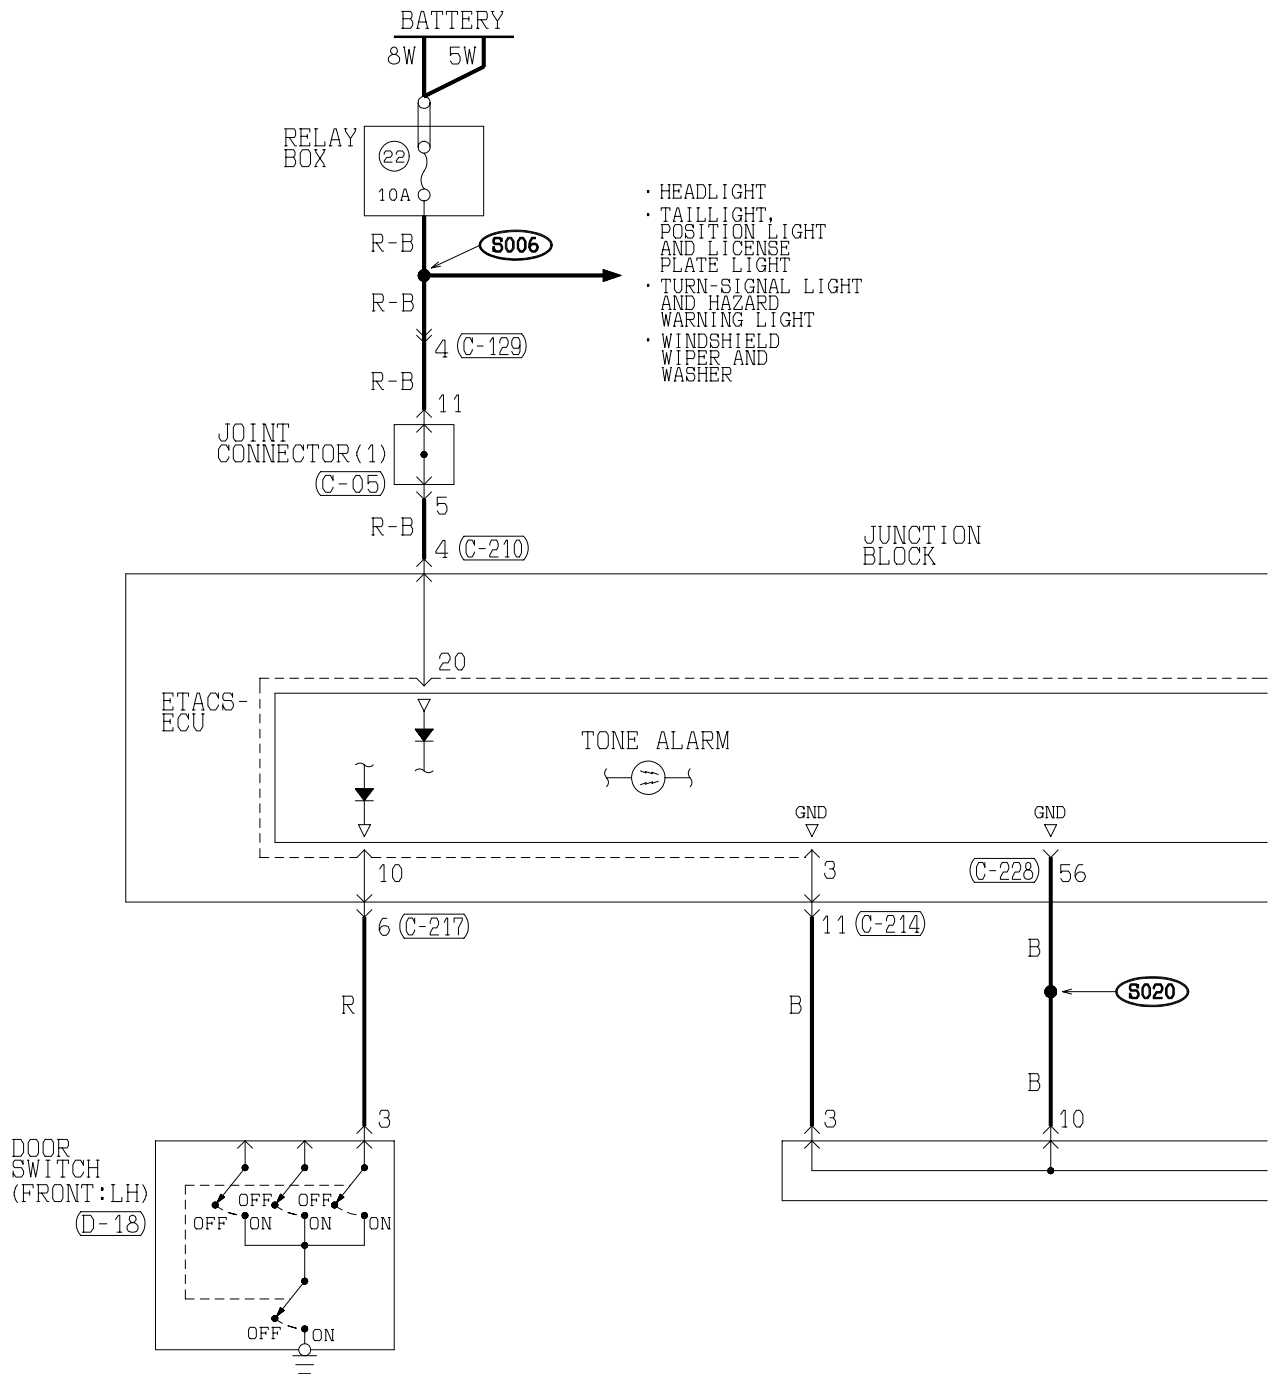 BATTERY
8W
5W
RELAY
BOX
22
10A
· HEADLIGHT
· TAILLIGHT,
POSITION LIGHT
AND LICENSE
PLATE LIGHT
· TURN-SIGNAL LIGHT
AND HAZARD
WARNING LIGHT
· WINDSHIELD
WIPER AND
WASHER
R-B
S006
R-B
4
C-129
R-B
11
JOINT
CONNECTOR(1)
C-05
5
R-B
4
C-210
JUNCTION
BLOCK
20
ETACS-
ECU
TONE ALARM
GND
GND
10
3
C-228
56
6
C-217
11
C-214
B
R
B
S020
B
3
3
10
DOOR
SWITCH
(FRONT:LH)
D-18
OFF
OFF
OFF
ON
ON
ON
OFF
ON